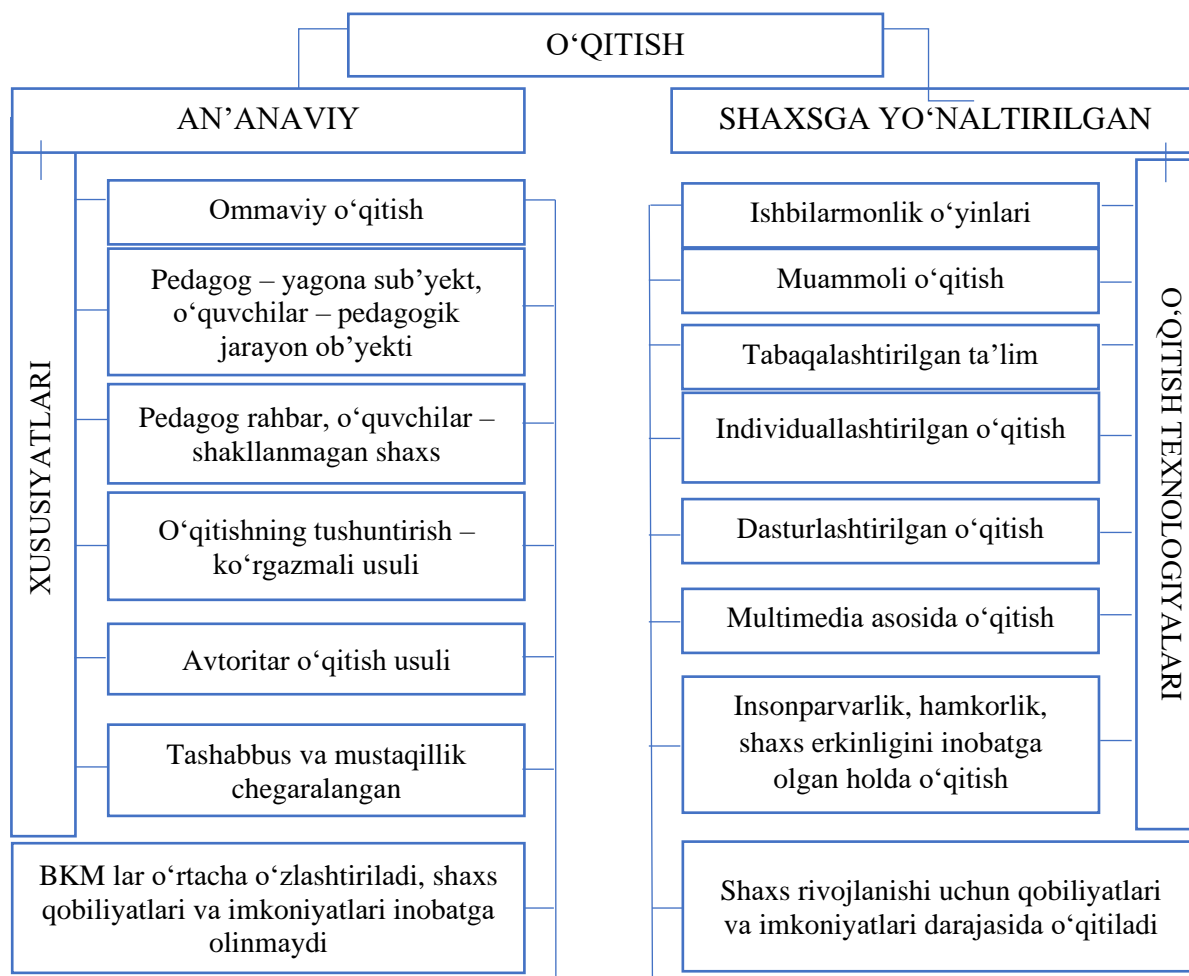 O‘QITISH
AN’ANAVIY
XUSUSIYATLARI
Ommaviy o‘qitish
Pedagog – yagona sub’yekt,
o‘quvchilar – pedagogik
jarayon ob’yekti
Pedagog rahbar, o‘quvchilar –
shakllanmagan shaxs
O‘qitishning tushuntirish –
ko‘rgazmali usuli
Avtoritar o‘qitish usuli
Tashabbus va mustaqillik
chegaralangan
BKM lar o‘rtacha o‘zlashtiriladi, shaxs
qobiliyatlari va imkoniyatlari inobatga
olinmaydi
SHAXSGA YO‘NALTIRILGAN
Ishbilarmonlik o‘yinlari
Muammoli o‘qitish
Tabaqalashtirilgan ta’lim
Individuallashtirilgan o‘qitish
Dasturlashtirilgan o‘qitish
Multimedia asosida o‘qitish
Insonparvarlik, hamkorlik,
shaxs erkinligini inobatga
olgan holda o‘qitish
O‘QITISH TEXNOLOGIYALARI
Shaxs rivojlanishi uchun qobiliyatlari
va imkoniyatlari darajasida o‘qitiladi